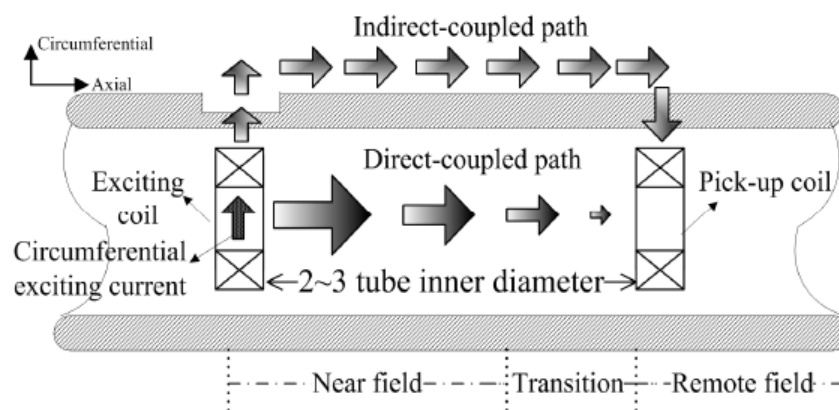 Circumferential
Axial
Indirect-coupled path
Direct-coupled path
Exciting
coil
Pick-up coil
Circumferential
exciting current
2~3 tube inner diameter
Near field
Transition
Remote field